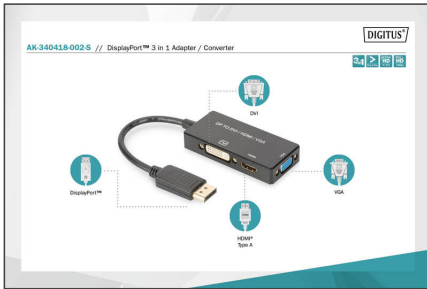 DIGITUS®
AK-340418-002-S // DisplayPort™ 3 in 1 Adapter / Converter
DVI
DP TO DVI / HDMI / VGA
HDMI
DisplayPort™
VGA
HDMI®
Type A